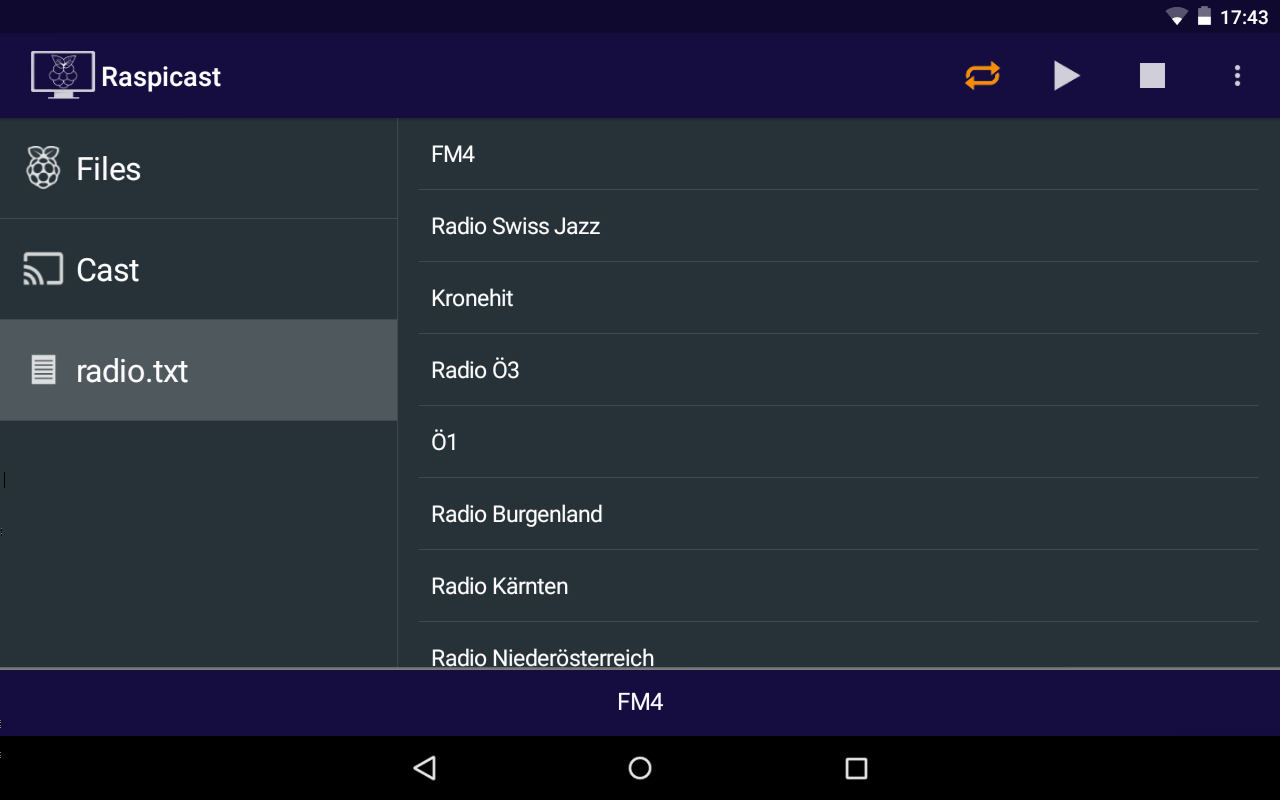 17:43
Raspicast
Files
Cast
radio.txt
FM4
Radio Swiss Jazz
Kronehit
Radio Ö3
Ö1
Radio Burgenland
Radio Kärnten
Radio Niederösterreich
FM4